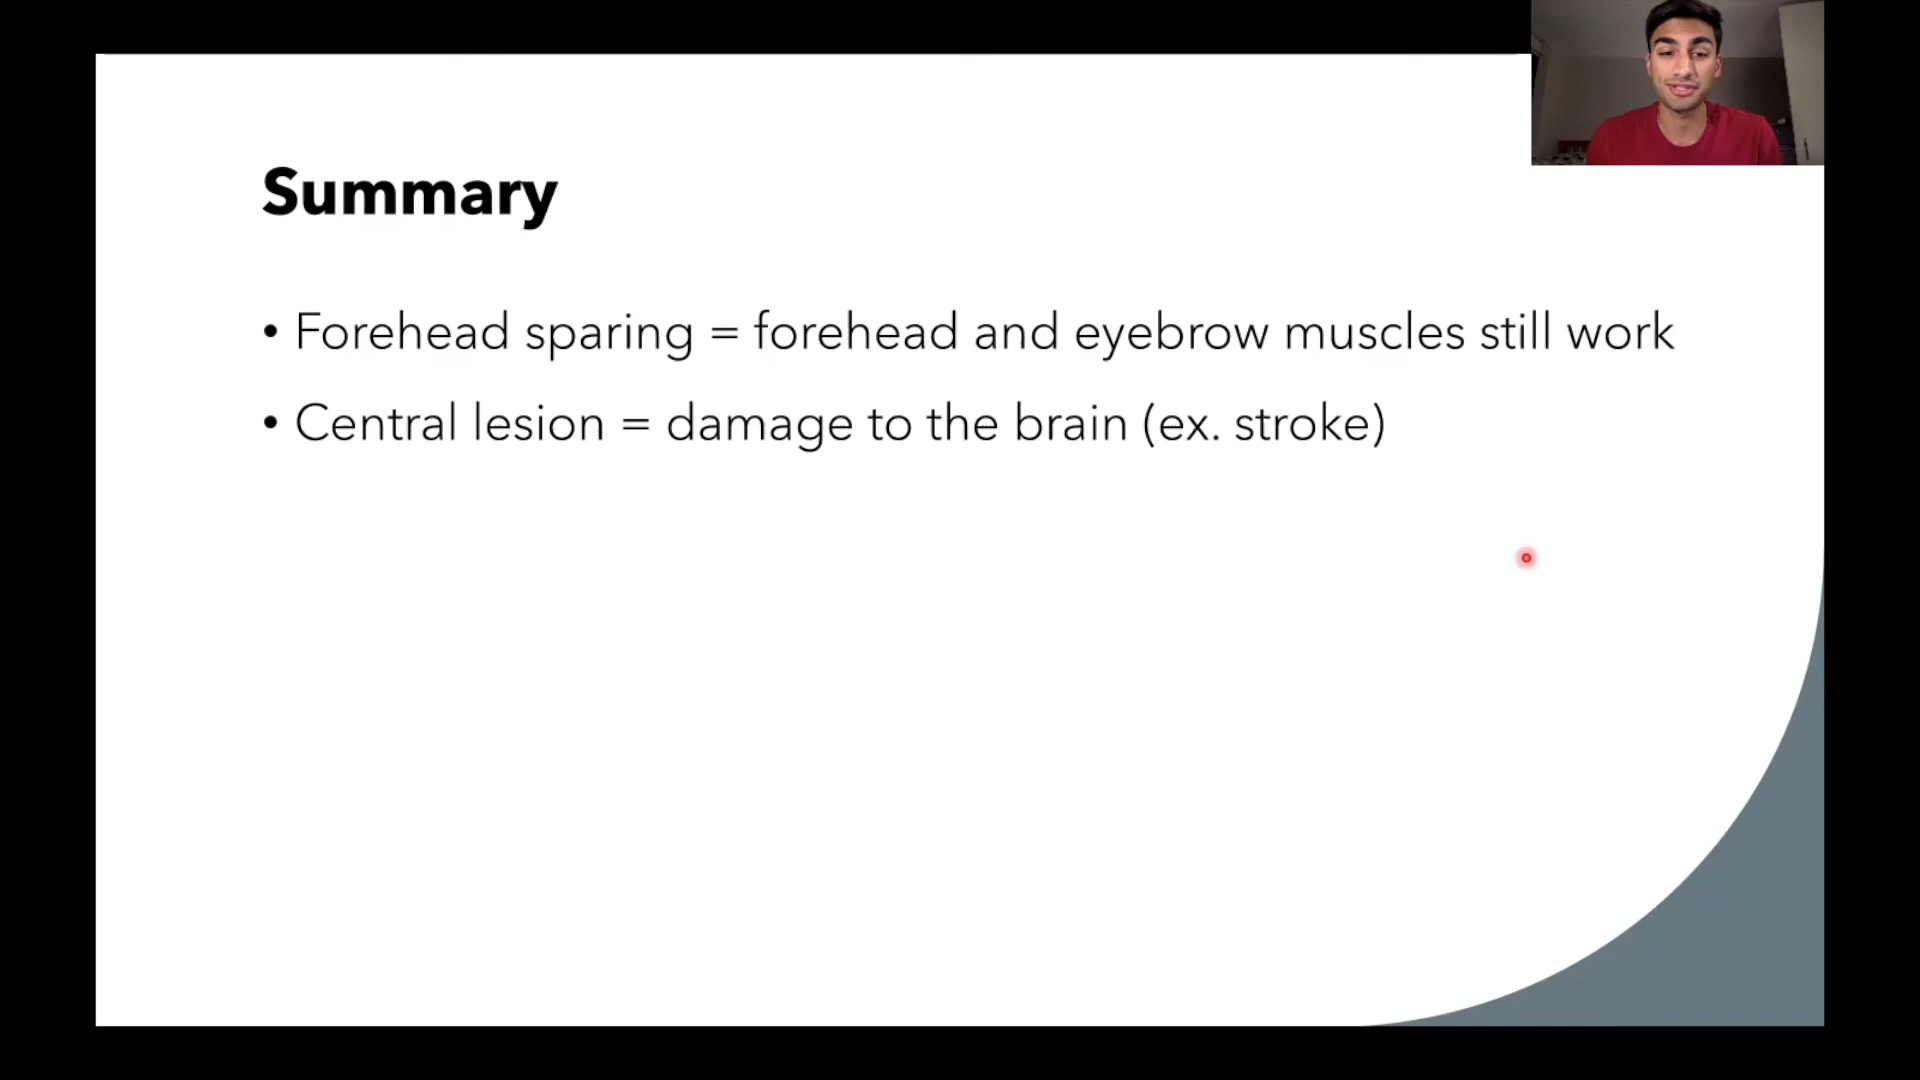 Summary
• Forehead sparing = forehead and eyebrow muscles still work
• Central lesion = damage to the brain (ex. stroke)